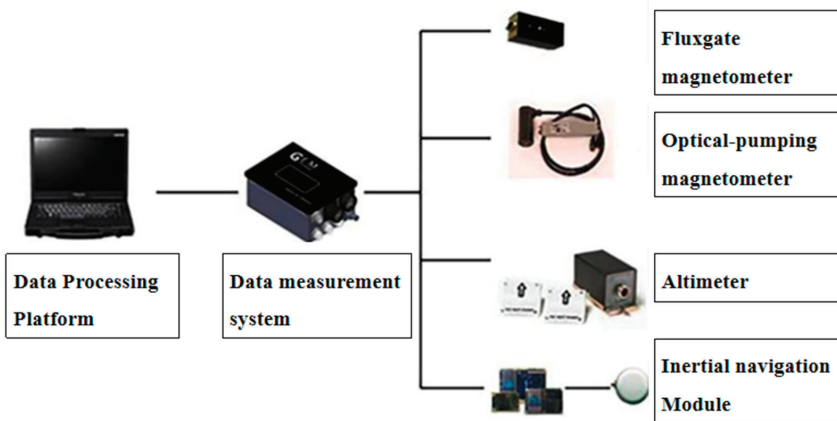 Fluxgate
magnetometer
Optical-pumping
magnetometer
Data Processing
Platform
Data measurement
system
Altimeter
Inertial navigation
Module